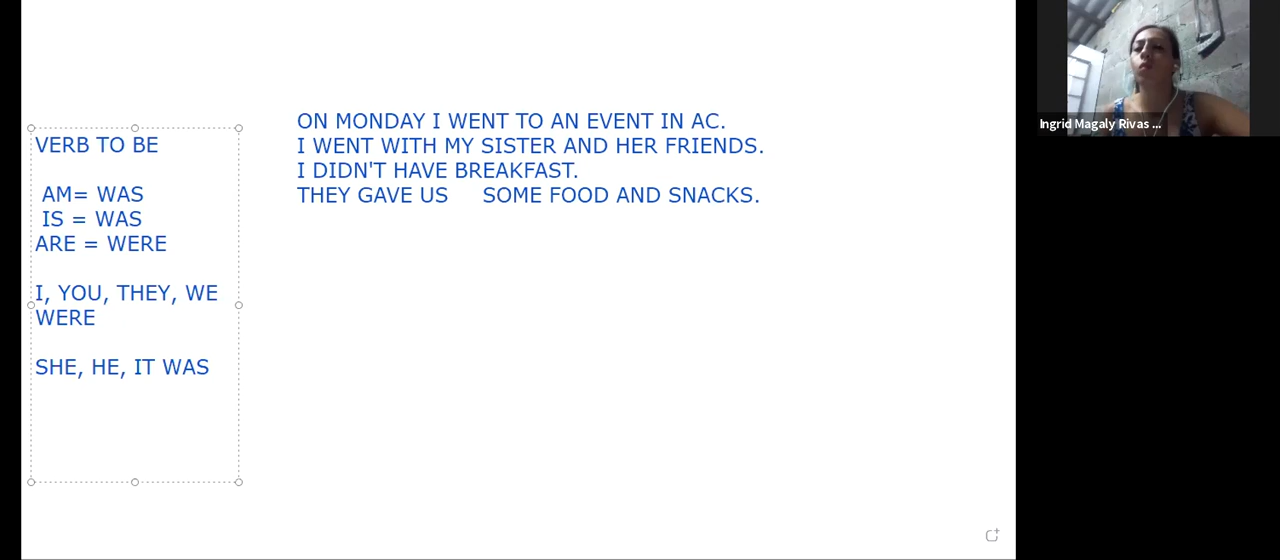 VERB TO BE
AM= WAS
IS = WAS
ARE = WERE
I, YOU, THEY, WE
WERE
SHE, HE, IT WAS
ON MONDAY I WENT TO AN EVENT IN AC.
I WENT WITH MY SISTER AND HER FRIENDS.
I DIDN'T HAVE BREAKFAST.
THEY GAVE US SOME FOOD AND SNACKS.
Ingrid Magaly Rivas ...